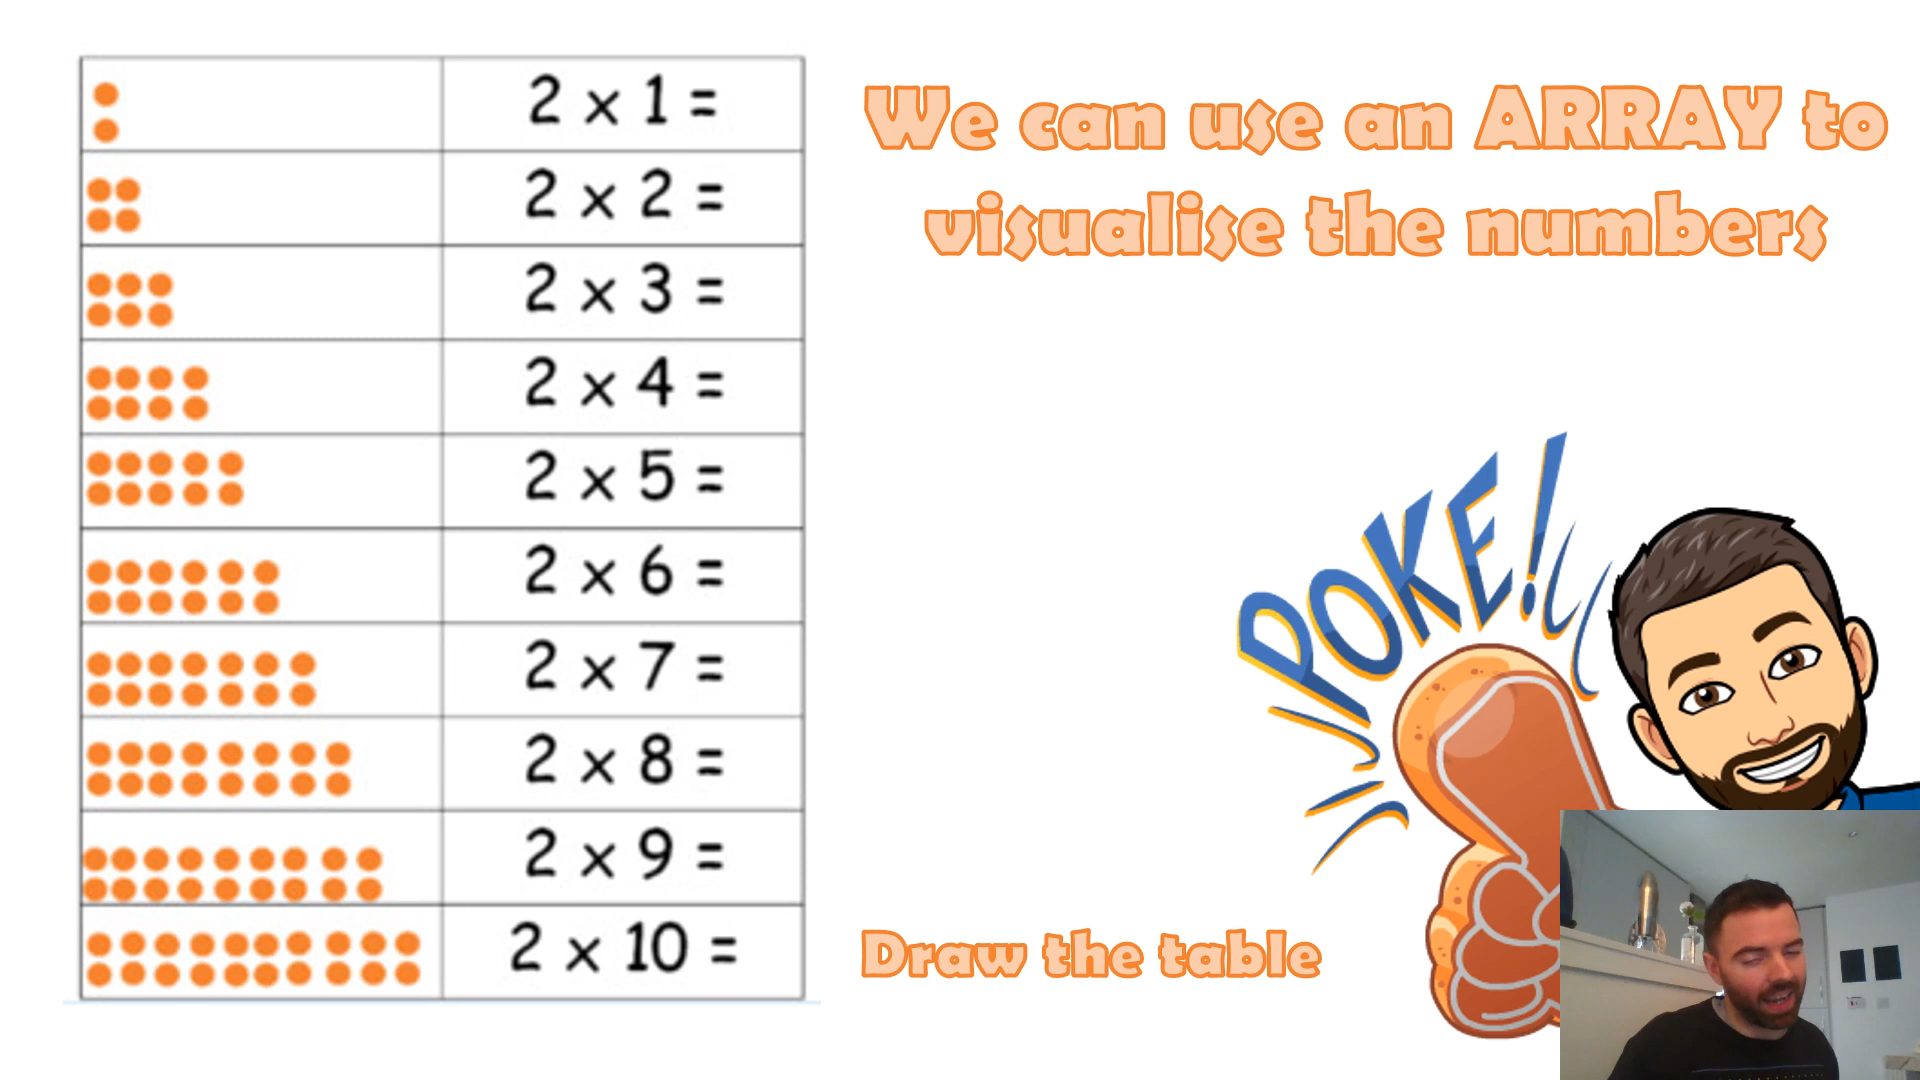 2 x 1 =
2 x 2 =
2 x 3 =
2 x 4 =
2 x 5 =
2 x 6 =
2 x 7 =
2 x 8 =
2 x 9 =
2 x 10 =
We can use an ARRAY to
visualise the numbers
POKE!
Draw the table